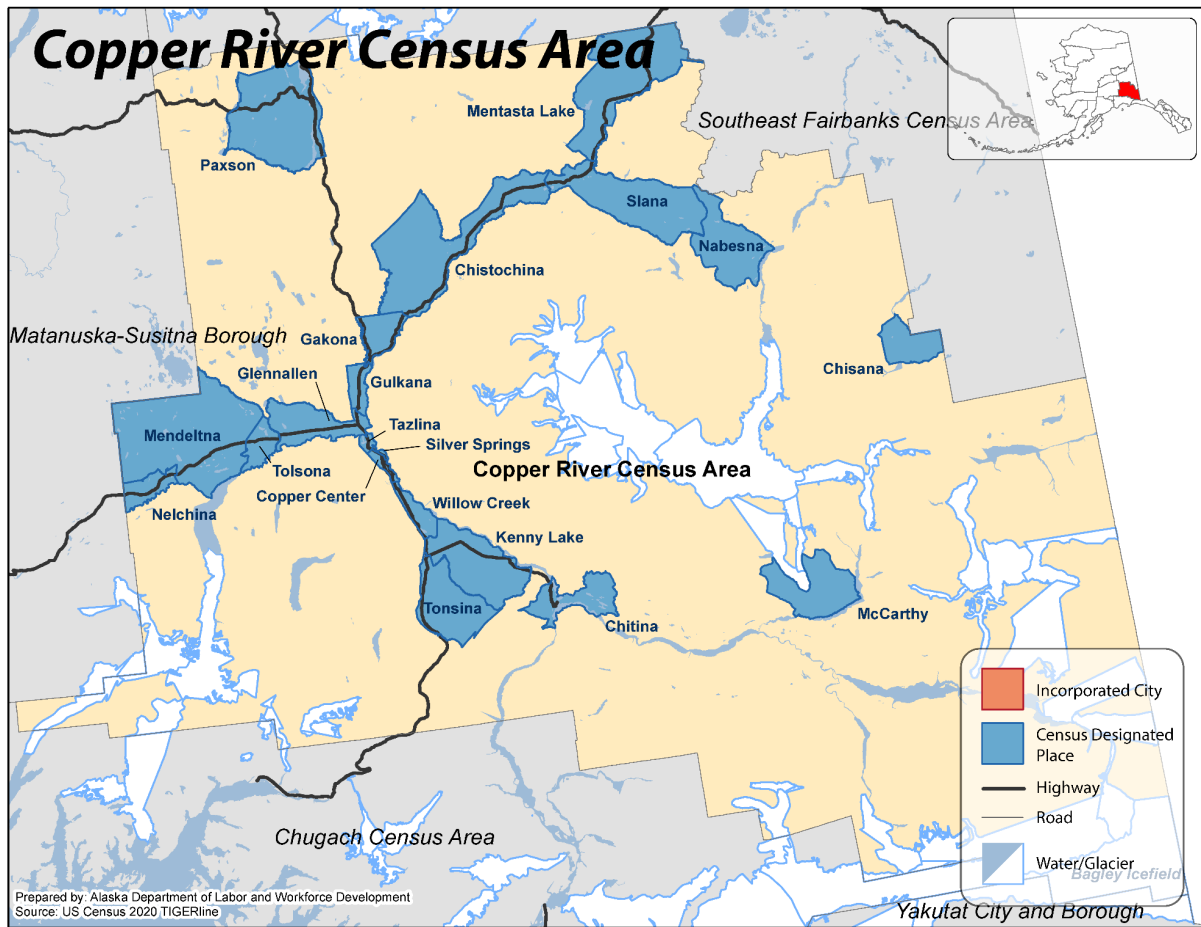 Copper River Census Area
Mentasta Lake
Southeast Fairbanks Census Area
Paxson
Slana
Nabesna
Chistochina
Matanuska-Susitna Borough
Gakona
Chisana
Glennallen
Gulkana
Tazlina
Mendeltna
Silver Springs
Tolsona
Copper River Census Area
Copper Center
Willow Creek
Nelchina
Kenny Lake
Tonsina
McCarthy
Chitina
Incorporated City
Census Designated
Place
Highway
Road
Chugach Census Area
Water/Glacier
Bagley Icefield
Prepared by: Alaska Department of Labor and Workforce Development
Source: US Census 2020 TIGERline
Yakutat City and Borough